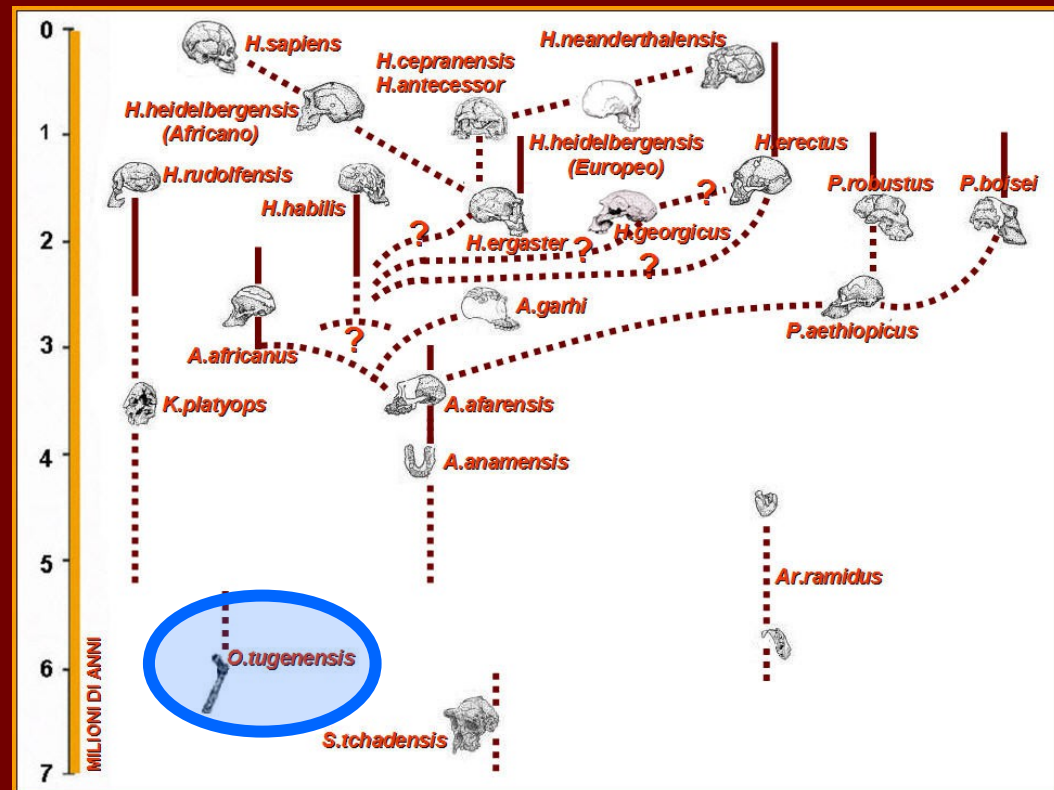 0
H.sapiens
H.neanderthalensis
H.cepranensis
H.antecessor
H.heidelbergensis
(Africano)
1
H.heidelbergensis
(Europeo)
H.erectus
H.rudolfensis
H.habilis
P.robustus
P.boisei
2
?
H.ergaster
?
H.georgicus
?
?
A.garhi
P.aethiopicus
3
?
A.africanus
K.platyops
A.afarensis
4
A.anamensis
5
Ar.ramidus
6
O.tugenensis
S.tchadensis
7
MILIONI DI ANNI